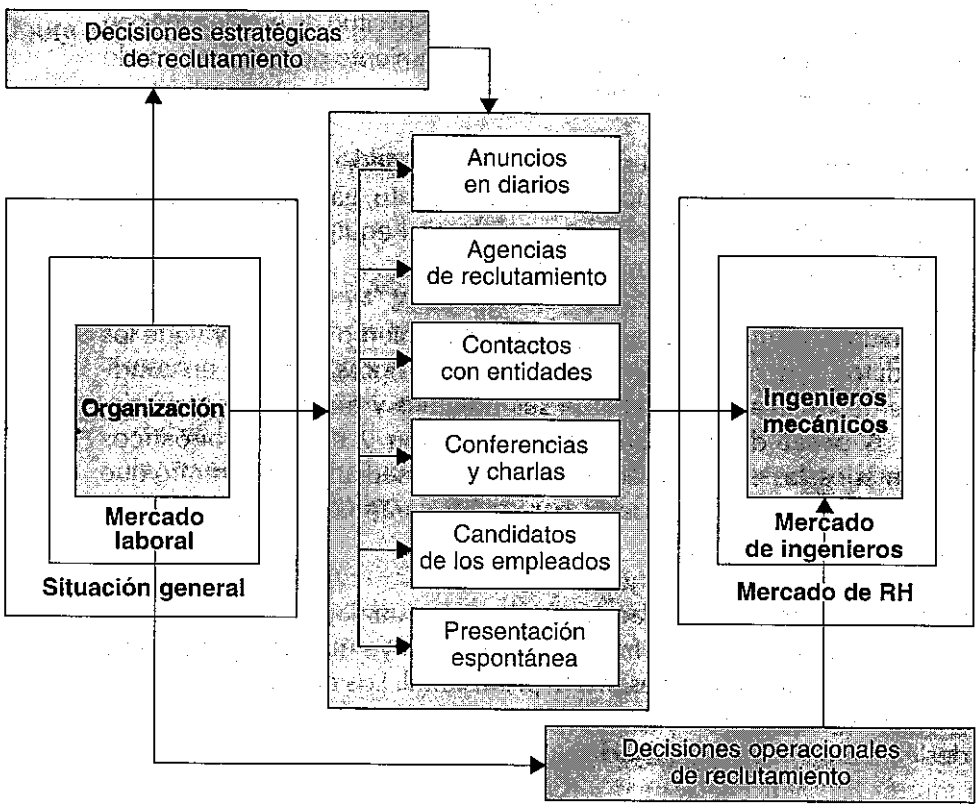 Decisiones estratégicas
de reclutamiento
Anuncios
en diarios
Agencias
de reclutamiento
Contactos
con entidades
Organización
Ingenieros
mecánicos
Conferencias
y charlas
Mercado
laboral
Candidatos
de los empleados
Mercado
de ingenieros
Situación general
Mercado de RH
Presentación
espontánea
Decisiones operacionales
de reclutamiento